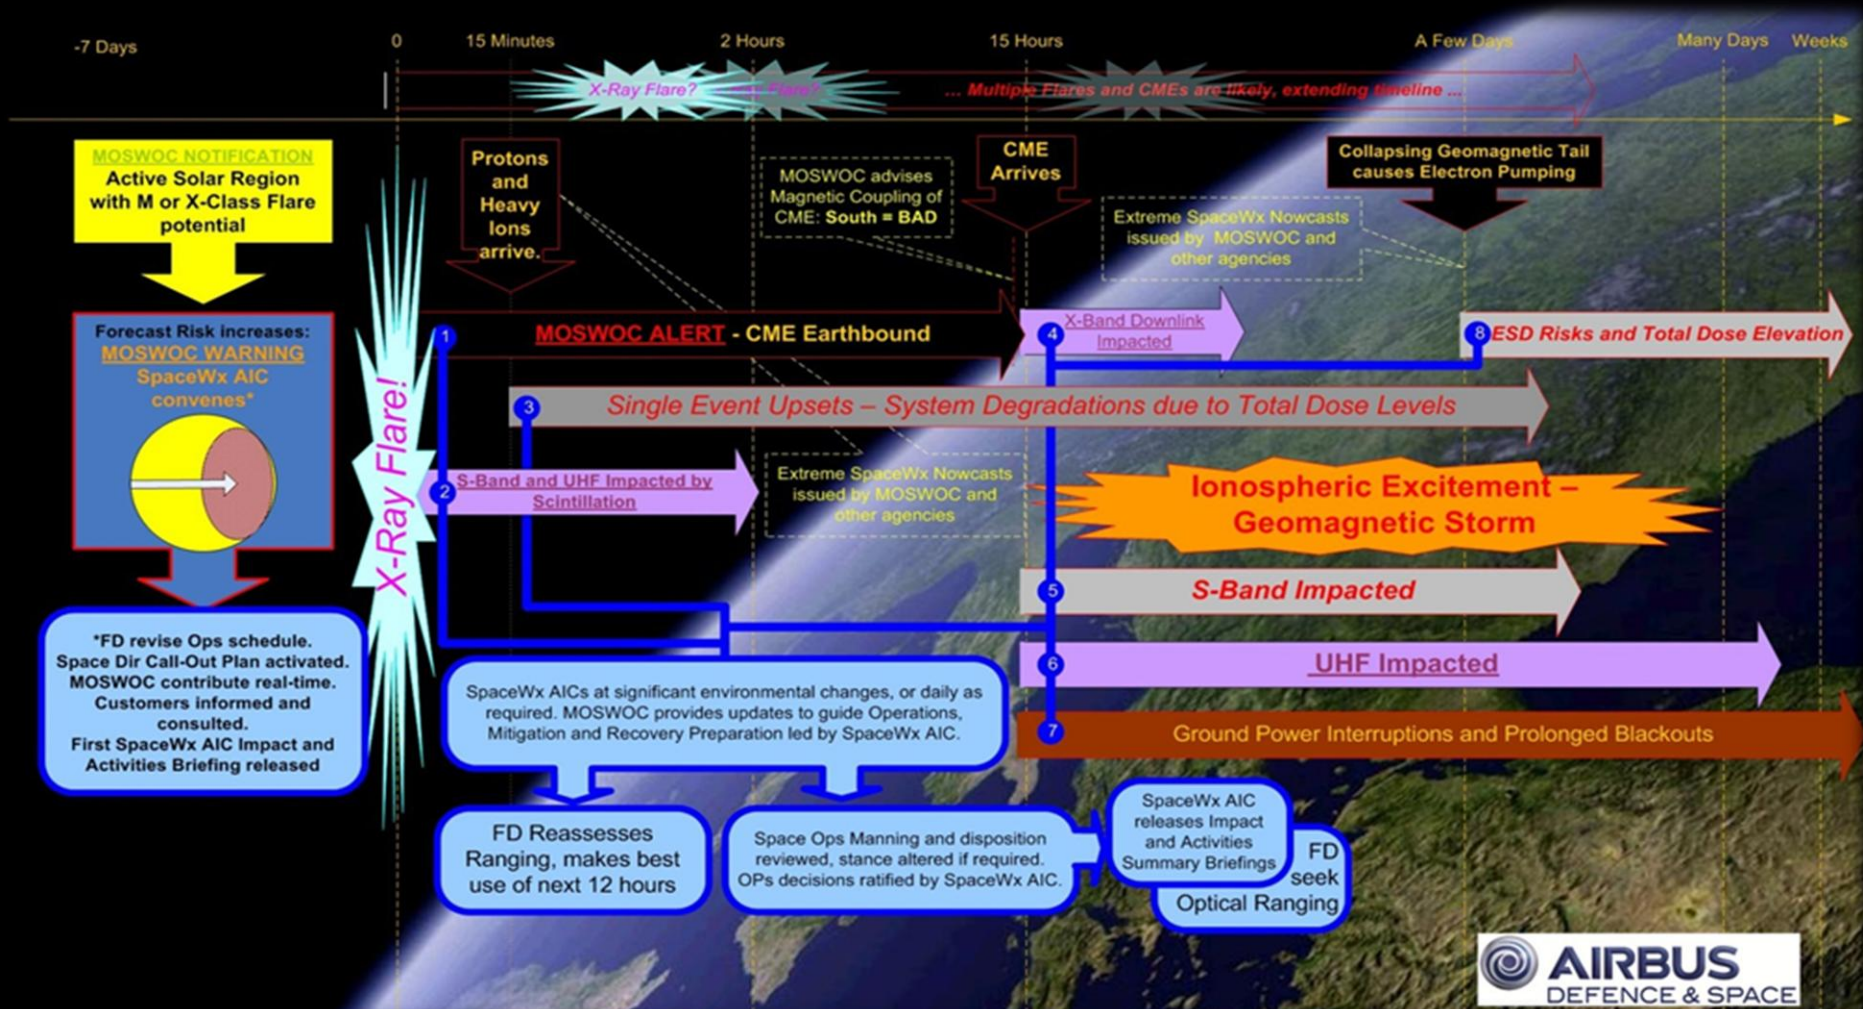 -7 Days
0
15 Minutes
2 Hours
15 Hours
A Few Days
Many Days
Weeks
X-Ray Flare?
Flare?
... Multiple Flares and CMEs are likely, extending timeline ...
MOSWOC NOTIFICATION
Active Solar Region
with M or X-Class Flare
potential
Protons
and
Heavy
Ions
arrive.
MOSWOC advises
Magnetic Coupling of
CME: South = BAD
CME
Arrives
Extreme SpaceWx Nowcasts
issued by MOSWOC and
other agencies
Collapsing Geomagnetic Tail
causes Electron Pumping
Forecast Risk increases:
MOSWOC WARNING
SpaceWx AIC
convenes*
X-Ray Flare!
1
MOSWOC ALERT - CME Earthbound
4
X-Band Downlink
Impacted
8
ESD Risks and Total Dose Elevation
3
Single Event Upsets – System Degradations due to Total Dose Levels
2
S-Band and UHF Impacted by
Scintillation
Extreme SpaceWx Nowcasts
issued by MOSWOC and
other agencies
Ionospheric Excitement –
Geomagnetic Storm
5
S-Band Impacted
6
UHF Impacted
7
Ground Power Interruptions and Prolonged Blackouts
*FD revise Ops schedule.
Space Dir Call-Out Plan activated.
MOSWOC contribute real-time.
Customers informed and
consulted.
First SpaceWx AIC Impact and
Activities Briefing released
SpaceWx AICs at significant environmental changes, or daily as
required. MOSWOC provides updates to guide Operations,
Mitigation and Recovery Preparation led by SpaceWx AIC.
FD Reassesses
Ranging, makes best
use of next 12 hours
Space Ops Manning and disposition
reviewed, stance altered if required.
OPs decisions ratified by SpaceWx AIC.
SpaceWx AIC
releases Impact
and Activities
Summary Briefings
FD
seek
Optical Ranging
AIRBUS
DEFENCE & SPACE